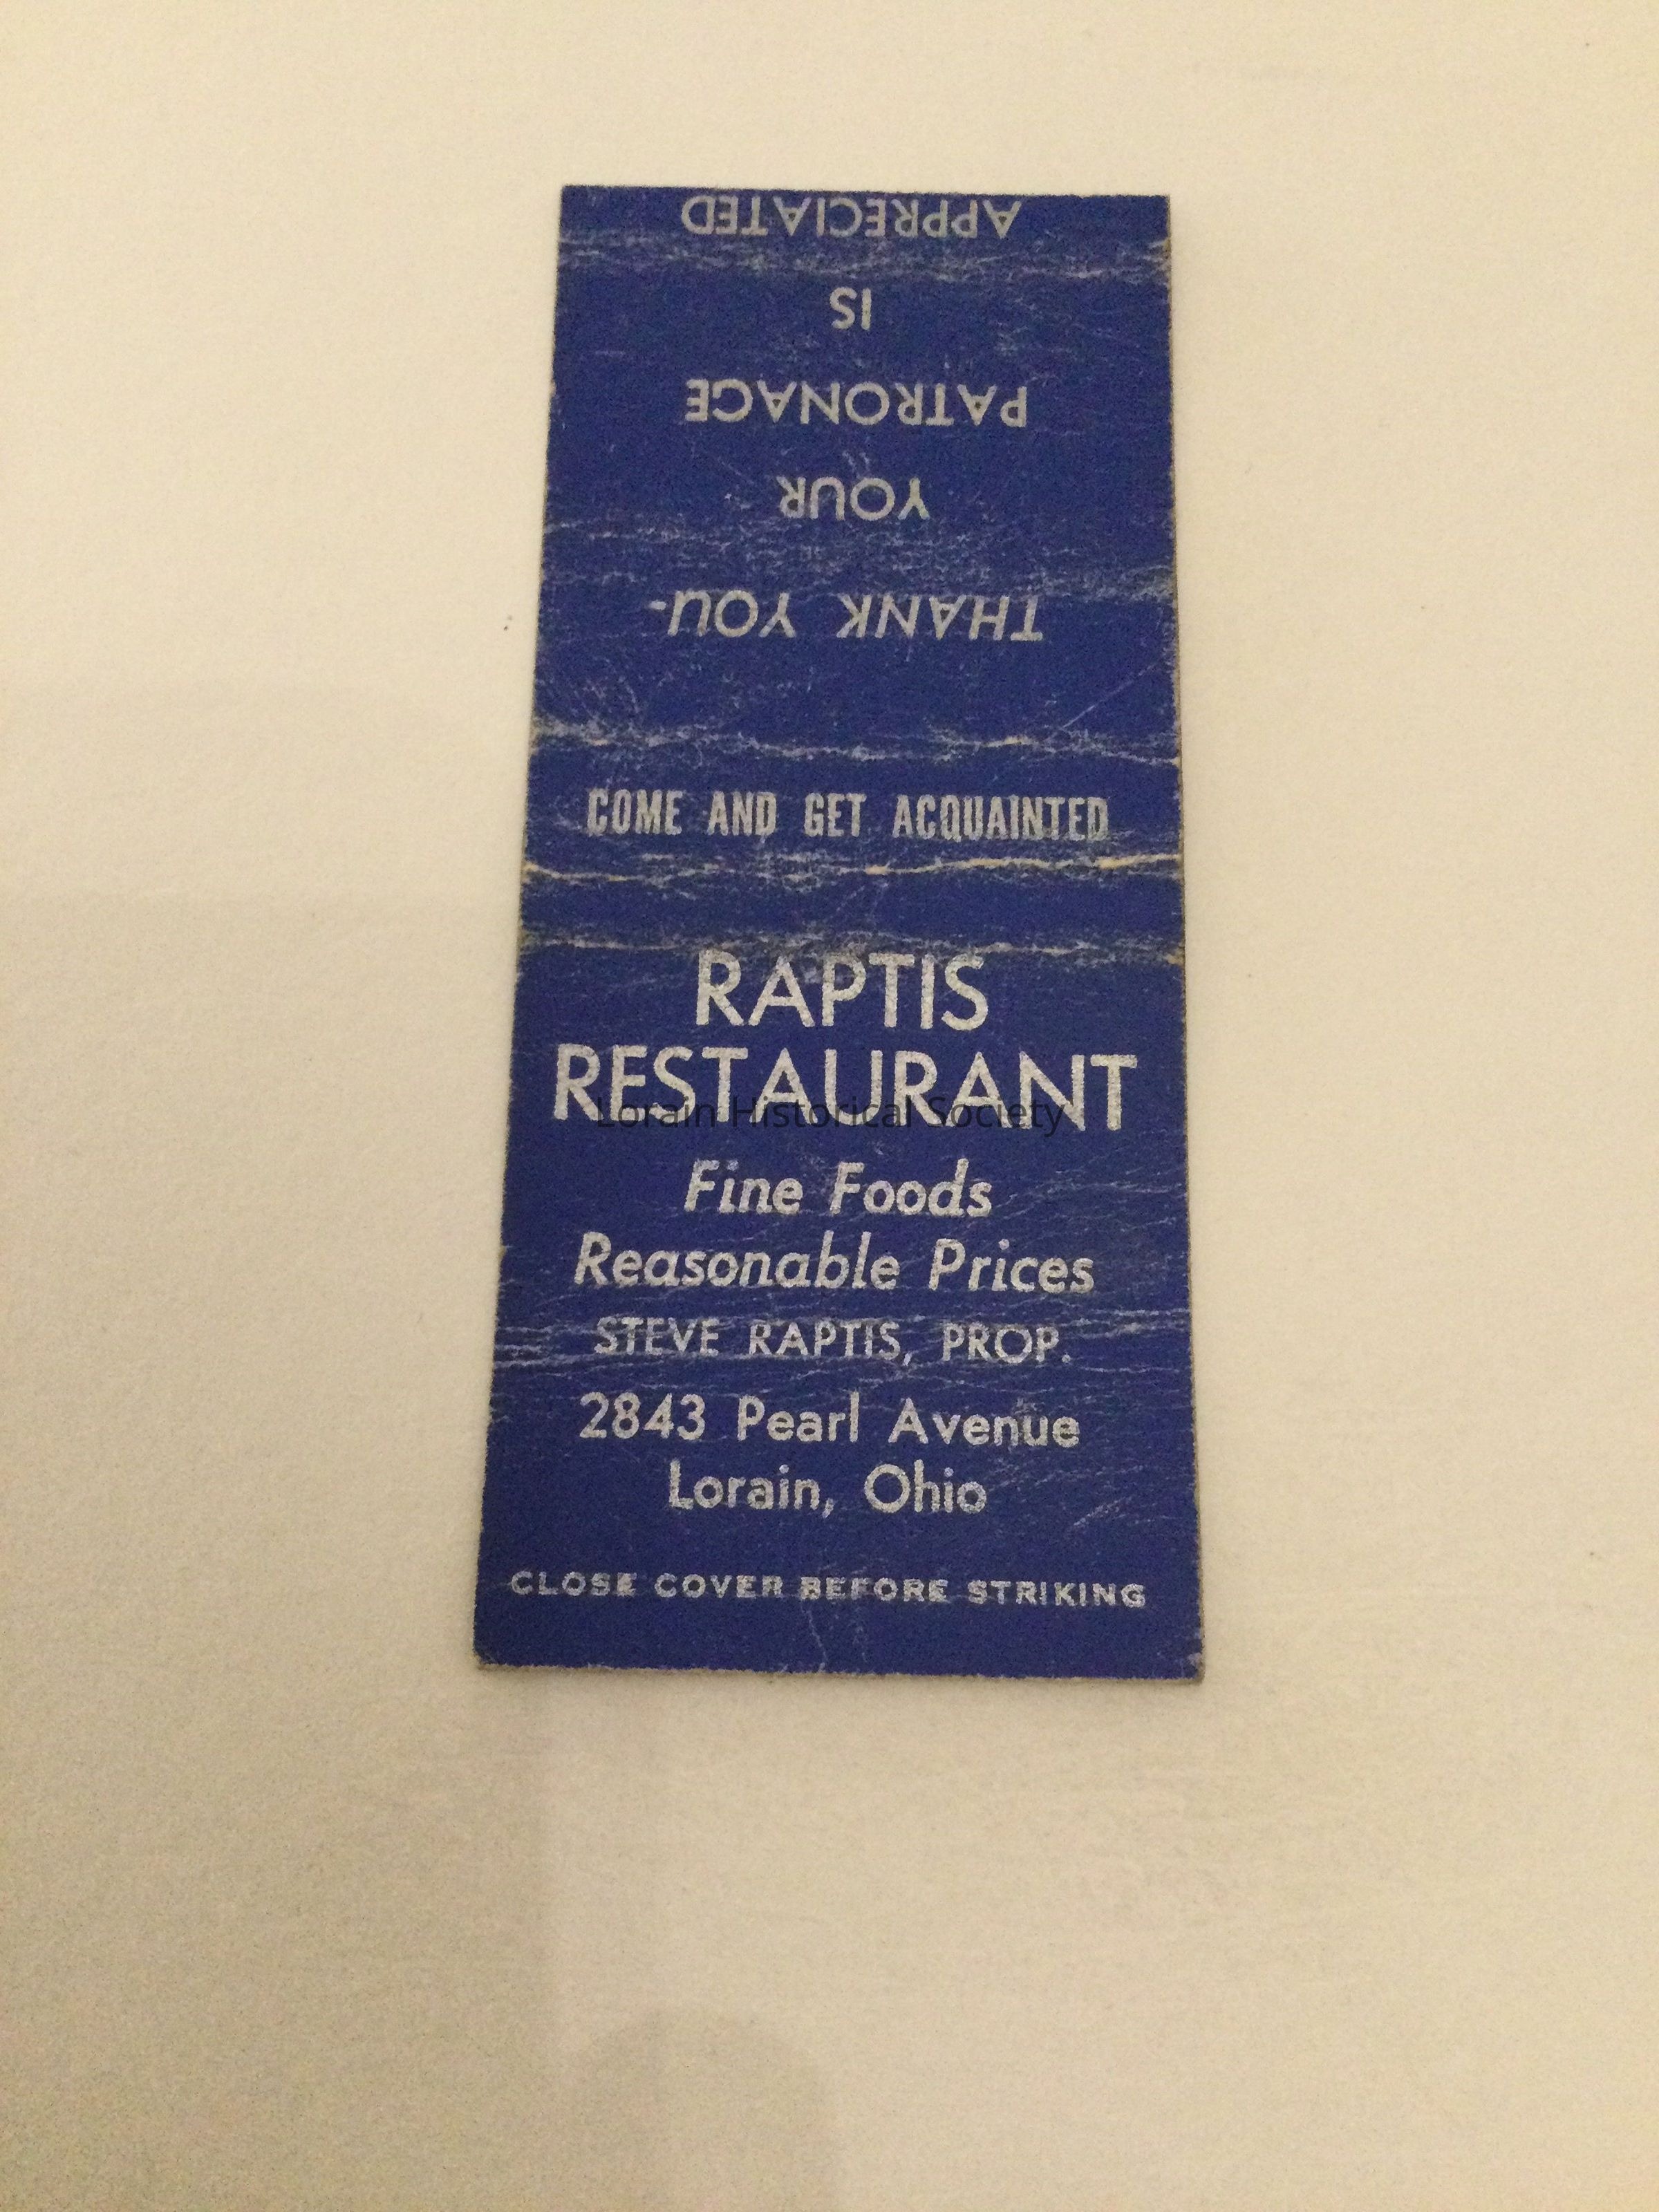 THANK YOU-
YOUR
PATRONAGE
IS
APPRECIATED
COME AND GET ACQUAINTED
RAPTIS
RESTAURANT
Lorain Historical Society
Fine Foods
Reasonable Prices
STEVE RAPTIS, PROP.
2843 Pearl Avenue
Lorain, Ohio
CLOSE COVER BEFORE STRIKING